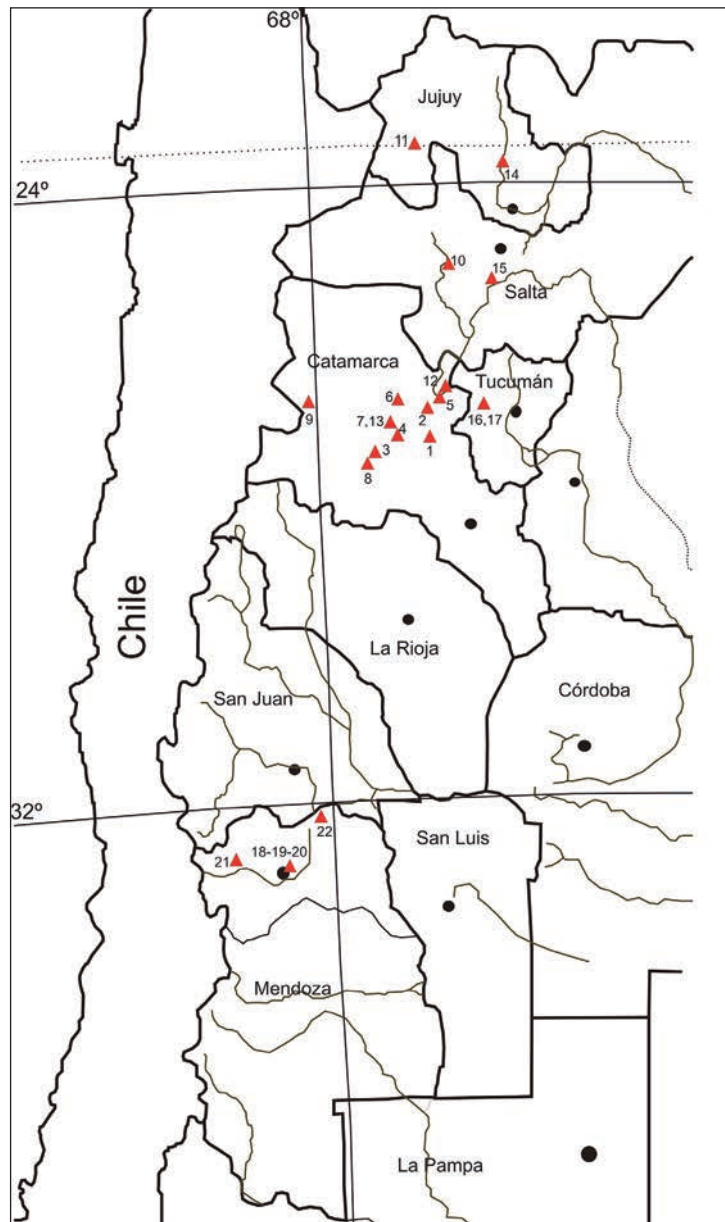 68º
Jujuy
11
14
24º
10
15
Salta
Catamarca
12
Tucumán
6
5
9
2
16,17
7,13
4
1
3
8
Chile
La Rioja
San Juan
Córdoba
32º
22
San Luis
18-19-20
21
Mendoza
La Pampa